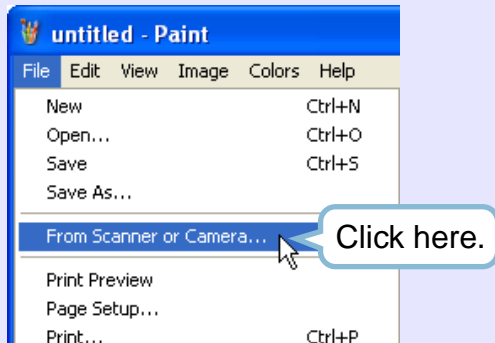 untitled - Paint
File Edit View Image Colors Help
New Ctrl+N
Open... Ctrl+O
Save Ctrl+S
Save As...
From Scanner or Camera...
Click here.
Print Preview
Page Setup...
Print... Ctrl+P